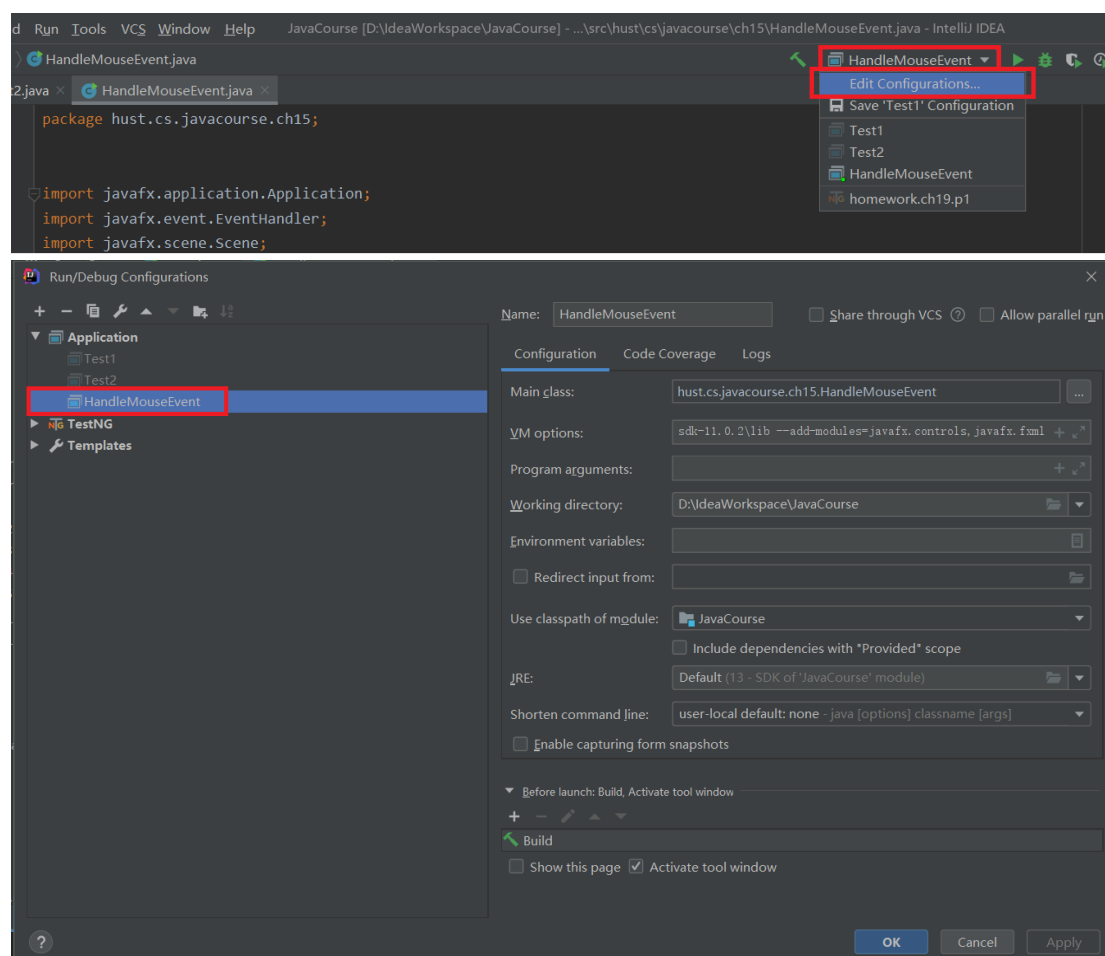 d Run Tools VCS Window Help JavaCourse [D:\IdeaWorkspace\JavaCourse] - ...\src\hust\cs\javacourse\ch15\HandleMouseEvent.java - IntelliJ IDEA
HandleMouseEvent.java HandleMouseEvent
Edit Configurations...
2.java HandleMouseEvent.java
Save 'Test1' Configuration
package hust.cs.javacourse.ch15;
Test1
Test2
HandleMouseEvent
import javafx.application.Application;
homework.ch19.p1
import javafx.event.EventHandler;
import javafx.scene.Scene;
Run/Debug Configurations
Name: HandleMouseEvent Share through VCS Allow parallel run
Application
Test1
Test2
HandleMouseEvent
TestNG
Templates
Configuration Code Coverage Logs
Main class: hust.cs.javacourse.ch15.HandleMouseEvent ...
VM options: sdk-11.0.2\lib --add-modules=javafx.controls,javafx.fxml
Program arguments:
Working directory: D:\IdeaWorkspace\JavaCourse
Environment variables:
Redirect input from:
Use classpath of module: JavaCourse
Include dependencies with "Provided" scope
JRE: Default (13 - SDK of 'JavaCourse' module)
Shorten command line: user-local default: none - java [options] classname [args]
Enable capturing form snapshots
Before launch: Build, Activate tool window
Build
Show this page Activate tool window
? OK Cancel Apply